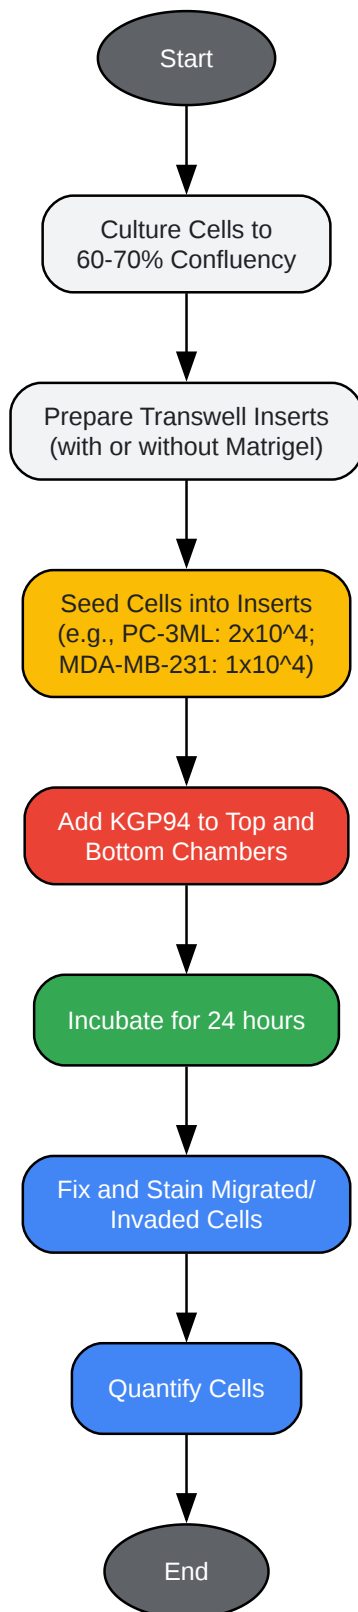 Start
Culture Cells to
60-70% Confluency
Prepare Transwell Inserts
(with or without Matrigel)
Seed Cells into Inserts
(e.g., PC-3ML: 2x10^4;
MDA-MB-231: 1x10^4)
Add KGP94 to Top and
Bottom Chambers
Incubate for 24 hours
Fix and Stain Migrated/
Invaded Cells
Quantify Cells
End